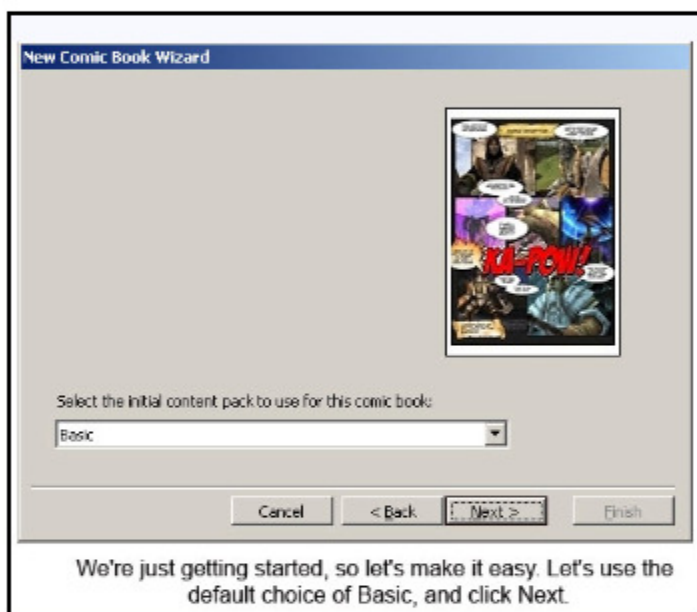 New Comic Book Wizard
KA-POW!
Select the initial content pack to use for this comic book:
Basic
Cancel
< Back
Next >
Finish
We're just getting started, so let's make it easy. Let's use the
default choice of Basic, and click Next.